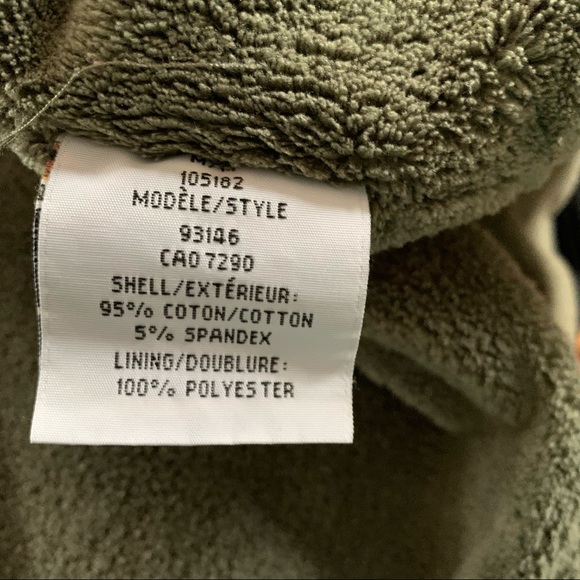 105182
MODÈLE/STYLE
93146
CA07290
SHELL/EXTÉRIEUR:
95% COTON/COTTON
5% SPANDEX
LINING/DOUBLURE:
100% POLYESTER